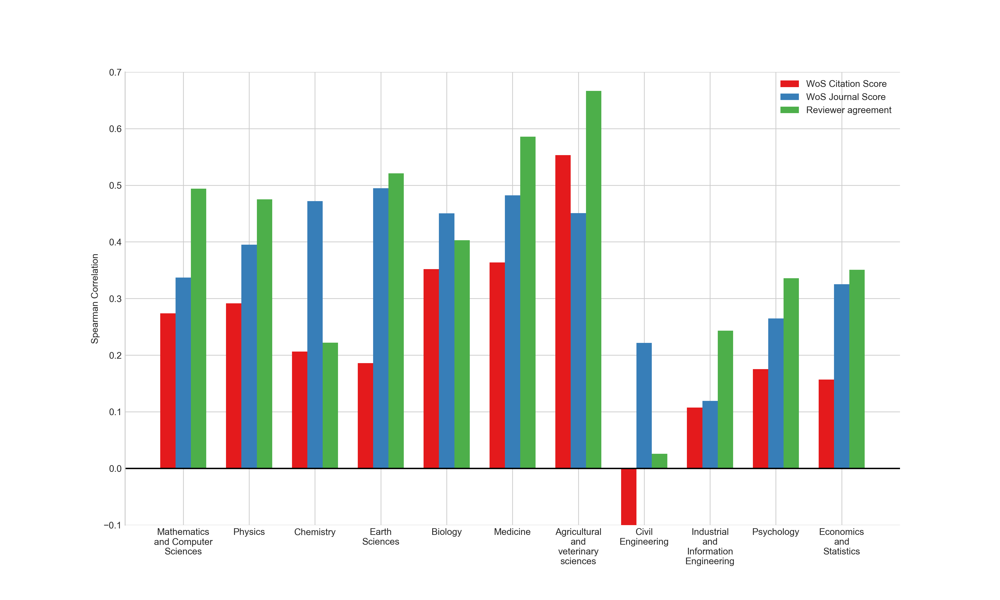 0.7
0.6
0.5
0.4
0.3
0.2
0.1
0.0
−0.1
Spearman Correlation
WoS Citation Score
WoS Journal Score
Reviewer agreement
Mathematics
and Computer
Sciences
Physics
Chemistry
Earth
Sciences
Biology
Medicine
Agricultural
and
veterinary
sciences
Civil
Engineering
Industrial
and
Information
Engineering
Psychology
Economics
and
Statistics